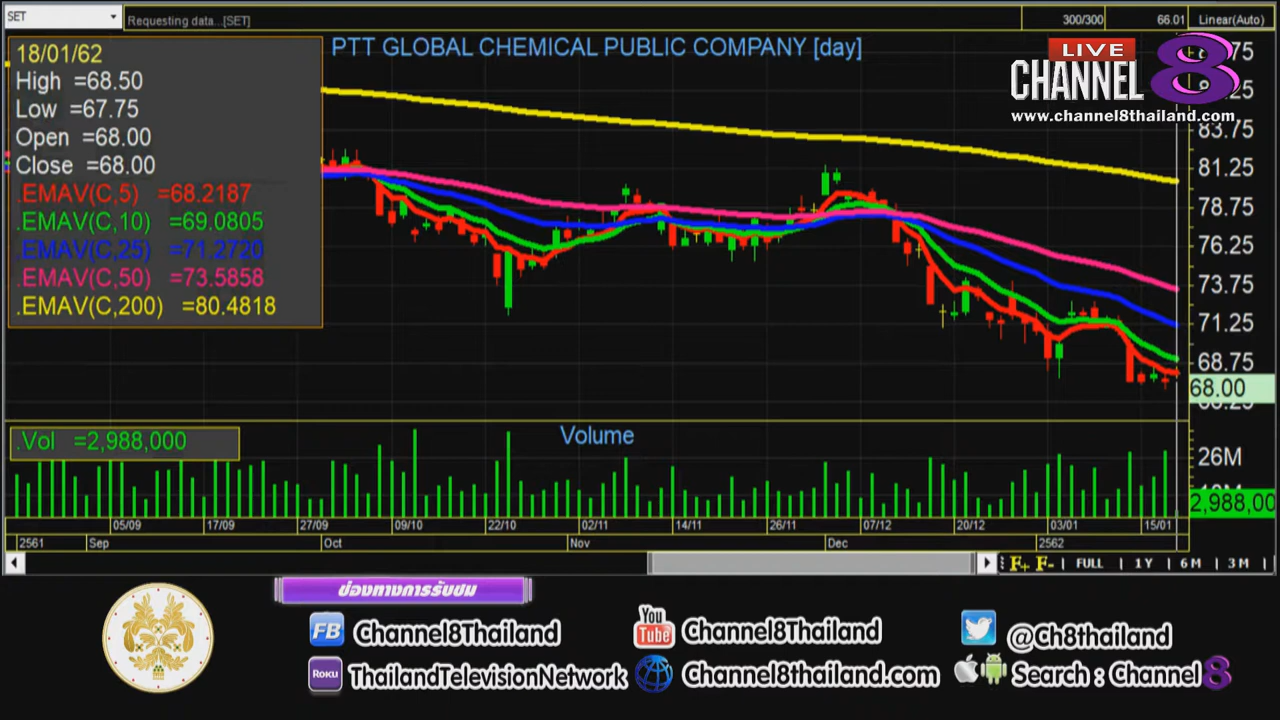 SET
Requesting data...[SET]
300/300
66.01
Linear(Auto)
18/01/62
High =68.50
Low =67.75
Open =68.00
Close =68.00
.EMAV(C,5) =68.2187
.EMAV(C,10) =69.0805
.EMAV(C,25) =71.2720
.EMAV(C,50) =73.5858
.EMAV(C,200) =80.4818
PTT GLOBAL CHEMICAL PUBLIC COMPANY [day]
LIVE
CHANNEL 8
www.channel8thailand.com
83.75
81.25
78.75
76.25
73.75
71.25
68.75
68.00
.Vol =2,988,000
Volume
26M
2,988,00
05/09 17/09 27/09 09/10 22/10 02/11 14/11 26/11 07/12 20/12 03/01 15/01
2561 Sep Oct Nov Dec 2562
F+ F- | FULL | 1Y | 6M | 3M |
ช่องทางการรับชม
FB Channel8Thailand
You Tube Channel8Thailand
@Ch8thailand
ROKU ThailandTelevisionNetwork
Channel8thailand.com
Search : Channel 8